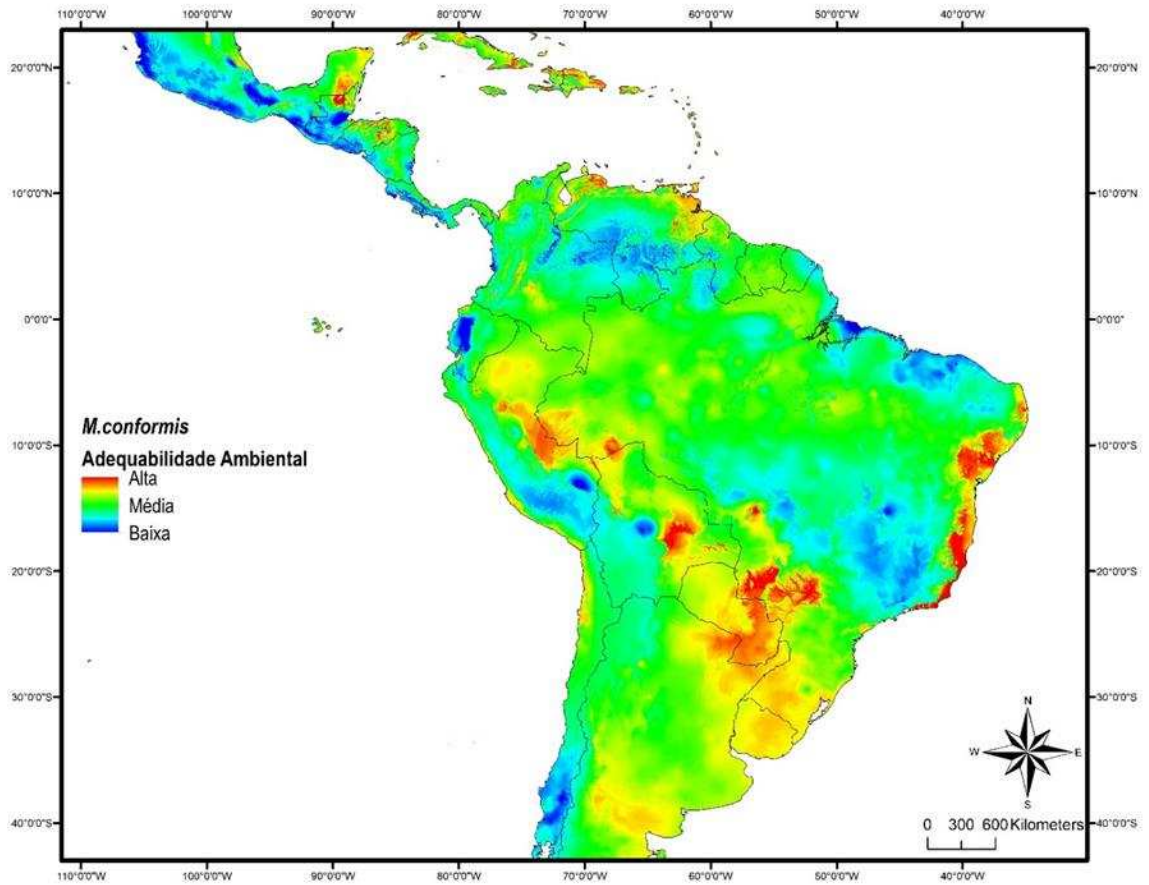 110°0'0"W 100°0'0"W 90°0'0"W 80°0'0"W 70°0'0"W 60°0'0"W 50°0'0"W 40°0'0"W
20°0'0"N 20°0'0"N
10°0'0"N 10°0'0"N
0°0'0" 0°0'0"
M.conformis
Adequabilidade Ambiental
Alta
Média
Baixa
10°0'0"S 10°0'0"S
20°0'0"S 20°0'0"S
30°0'0"S 30°0'0"S
N
W E
S
0 300 600 Kilometers
40°0'0"S 40°0'0"S
110°0'0"W 100°0'0"W 90°0'0"W 80°0'0"W 70°0'0"W 60°0'0"W 50°0'0"W 40°0'0"W